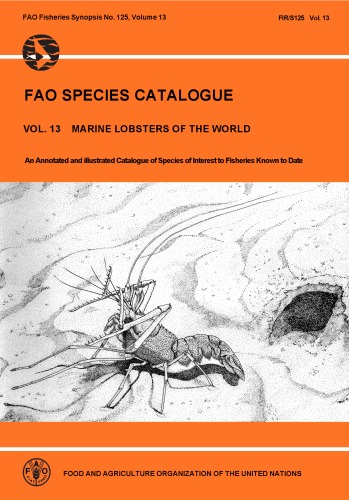 FAO Fisheries Synopsis No. 125, Volume 13 FIR/S125 Vol. 13
FAO SPECIES CATALOGUE
VOL. 13 MARINE LOBSTERS OF THE WORLD
An Annotated and illustrated Catalogue of Species of Interest to Fisheries Known to Date
FAO
FOOD AND AGRICULTURE ORGANIZATION OF THE UNITED NATIONS